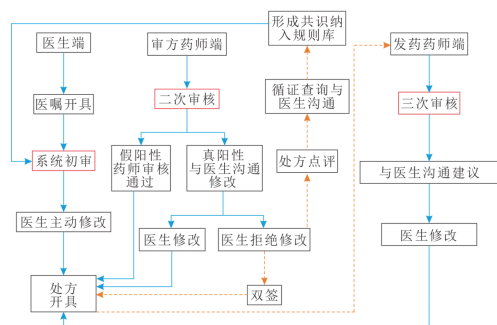 形成共识纳
入规则库
医生端
审方药师端
发药药师端
循证查询与
医生沟通
医嘱开具
二次审核
三次审核
系统初审
假阳性
药师审核
通过
真阳性
与医生沟通
修改
处方点评
与医生沟通建议
医生主动修改
医生修改
医生拒绝修改
医生修改
处方
开具
双签